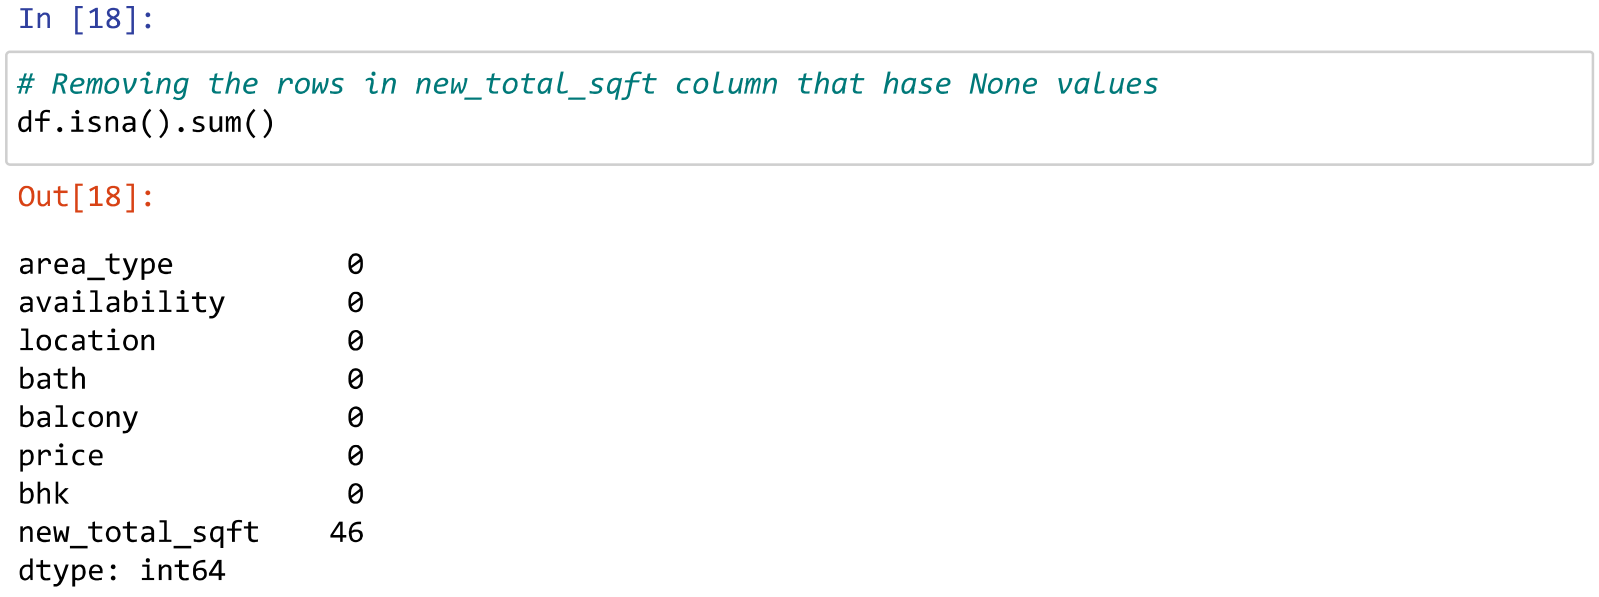 In [18]:
# Removing the rows in new_total_sqft column that hase None values
df.isna().sum()
Out[18]:
area_type          0
availability       0
location           0
bath               0
balcony            0
price              0
bhk                0
new_total_sqft    46
dtype: int64